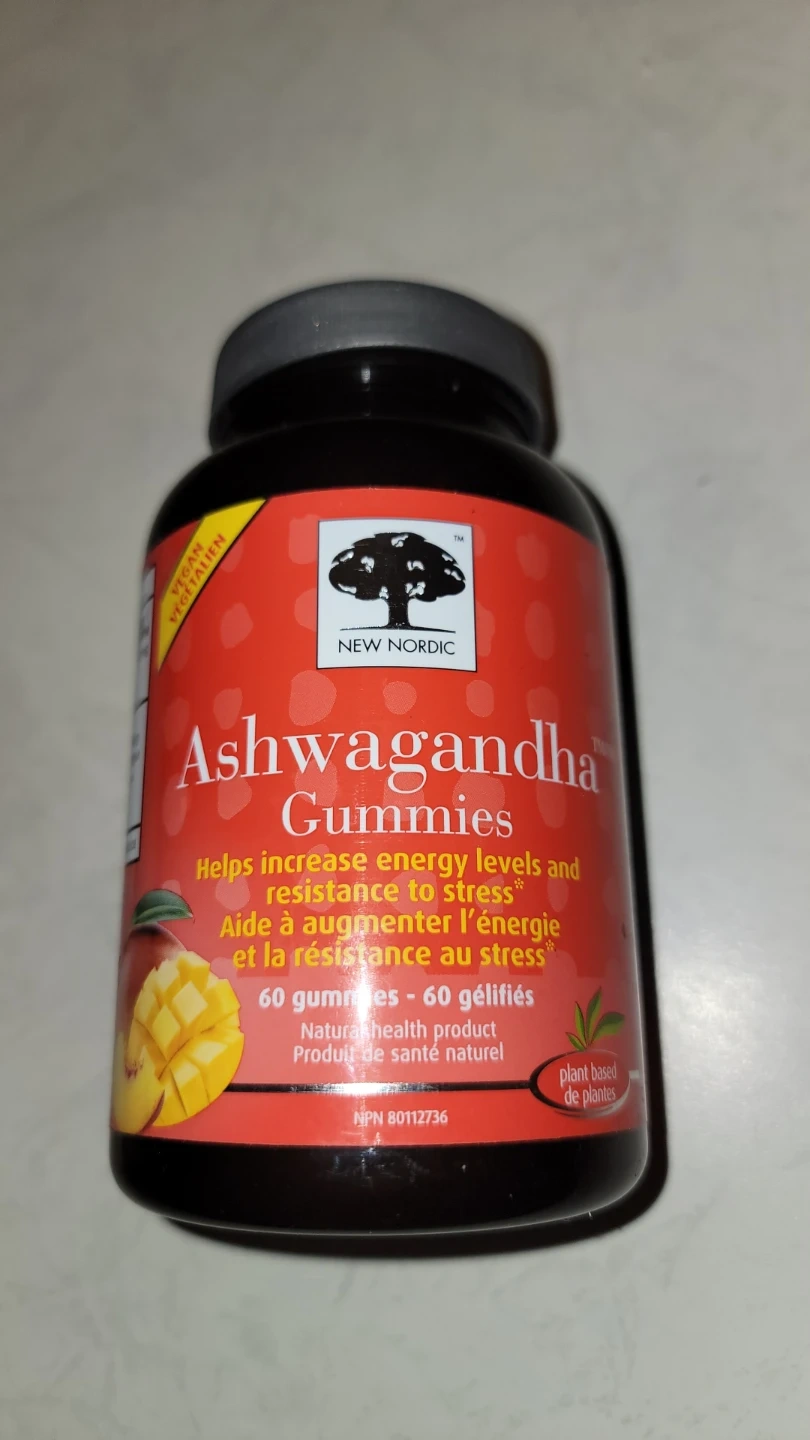 VEGAN
VÉGÉTALIEN
TM
NEW NORDIC
Ashwagandha
Gummies
Helps increase energy levels and
resistance to stress*
Aide à augmenter l'énergie
et la résistance au stress*
60 gummies - 60 gélifiés
Natural health product
Produit de santé naturel
plant based
de plantes
NPN 80112736